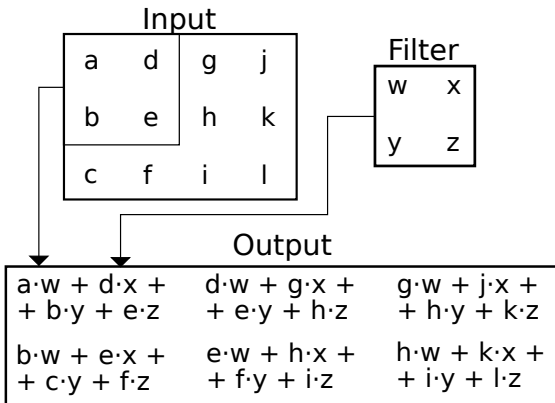 Input
Filter
a d g j
b e h k
c f i l
w x
y z
Output
a·w + d·x +
+ b·y + e·z
d·w + g·x +
+ e·y + h·z
g·w + j·x +
+ h·y + k·z
b·w + e·x +
+ c·y + f·z
e·w + h·x +
+ f·y + i·z
h·w + k·x +
+ i·y + l·z